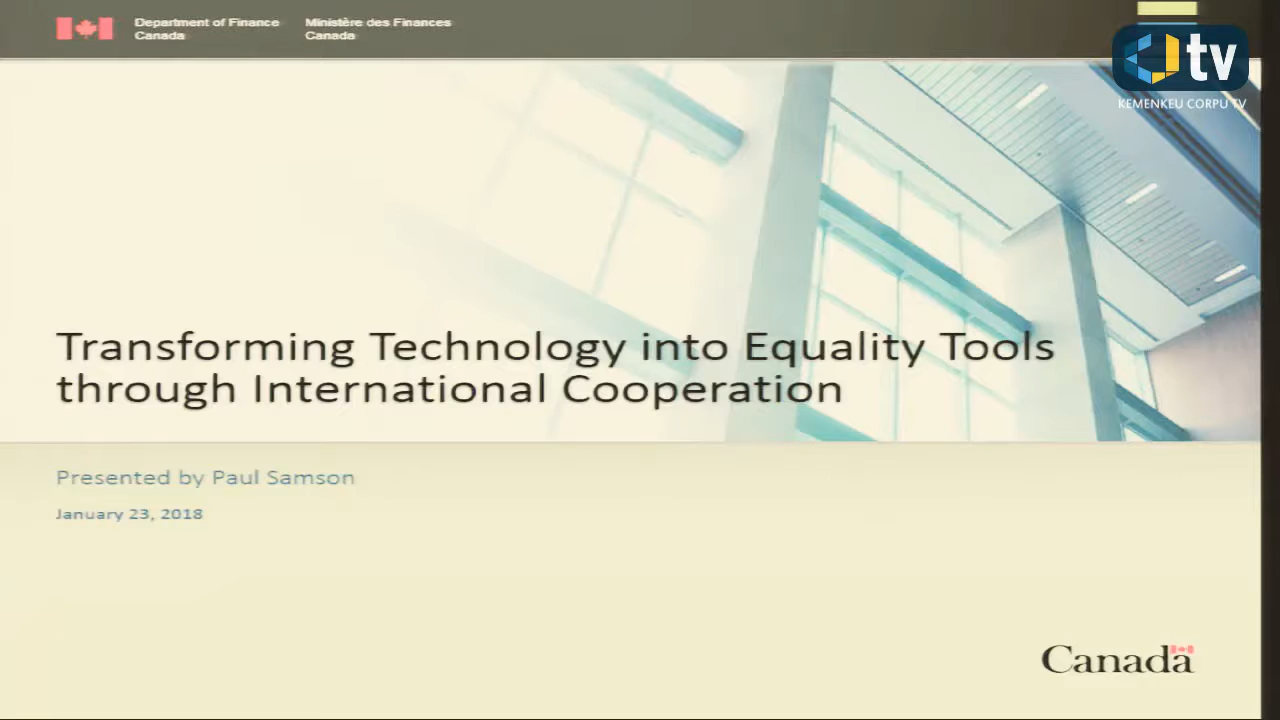 Department of Finance
Canada
Ministère des Finances
Canada
tv
KEMENKEU CORPU TV
Transforming Technology into Equality Tools
through International Cooperation
Presented by Paul Samson
January 23, 2018
Canada